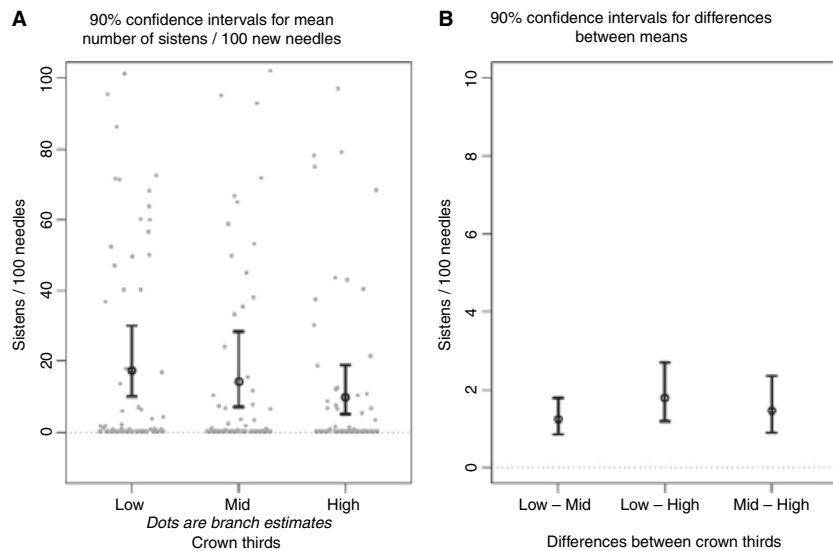 A
90% confidence intervals for mean
number of sistens / 100 new needles
Sistens / 100 needles
100
80
60
40
20
0
Low Mid High
Dots are branch estimates
Crown thirds
B
90% confidence intervals for differences
between means
Sistens / 100 needles
10
8
6
4
2
0
Low – Mid Low – High Mid – High
Differences between crown thirds